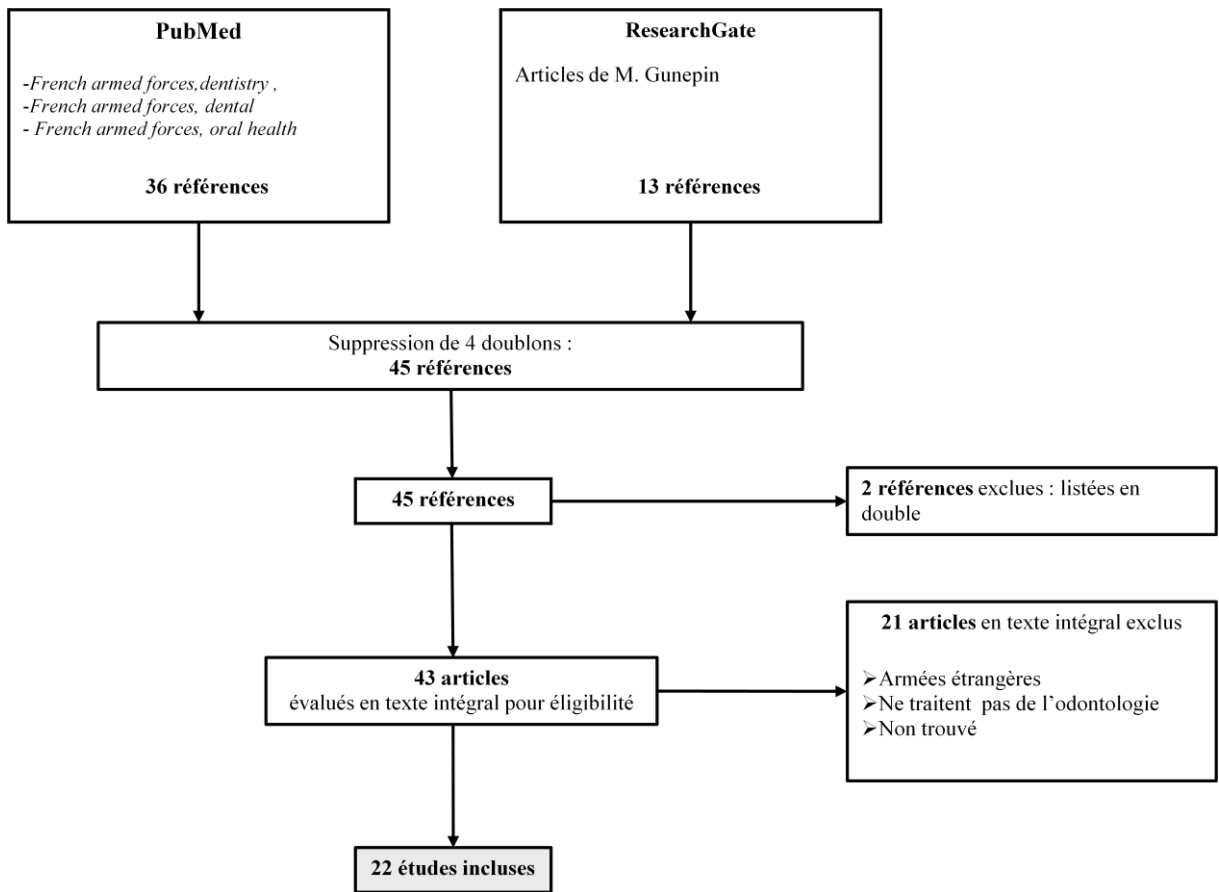 PubMed
-French armed forces,dentistry ,
-French armed forces, dental
- French armed forces, oral health
36 références
ResearchGate
Articles de M. Gunepin
13 références
Suppression de 4 doublons :
45 références
45 références
2 références exclues : listées en
double
43 articles
évalués en texte intégral pour éligibilité
21 articles en texte intégral exclus
➢Armées étrangères
➢Ne traitent pas de l’odontologie
➢Non trouvé
22 études incluses